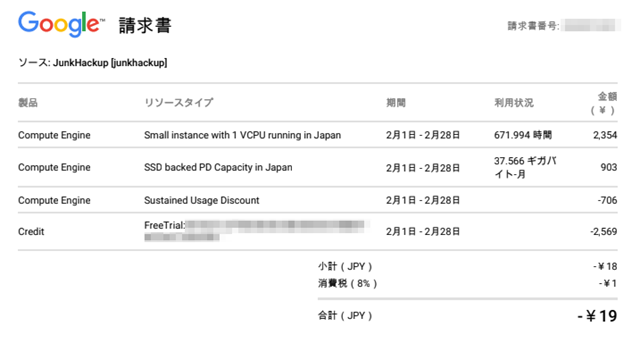 Google™ 請求書
請求書番号:
ソース: JunkHackup [junkhackup]
製品 リソースタイプ 期間 利用状況 金額
( ¥ )
Compute Engine Small instance with 1 VCPU running in Japan 2月1日 - 2月28日 671.994 時間 2,354
Compute Engine SSD backed PD Capacity in Japan 2月1日 - 2月28日 37.566 ギガバ
イト-月 903
Compute Engine Sustained Usage Discount 2月1日 - 2月28日 -706
Credit FreeTrial: 2月1日 - 2月28日 -2,569
小計 ( JPY ) -¥18
消費税 ( 8% ) -¥1
合計 ( JPY ) -¥19